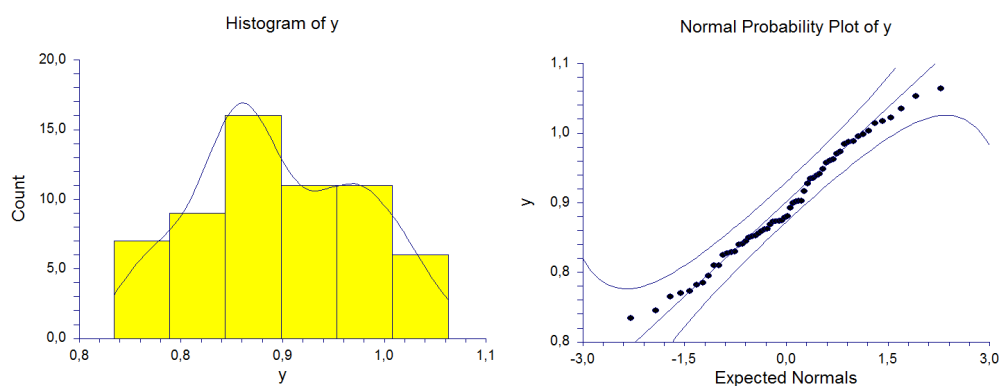 Histogram of y
20,0
15,0
10,0
5,0
0,0
Count
0,8 0,8 0,9 1,0 1,1
y
Normal Probability Plot of y
1,1
1,0
0,9
0,8
0,8
y
-3,0 -1,5 0,0 1,5 3,0
Expected Normals